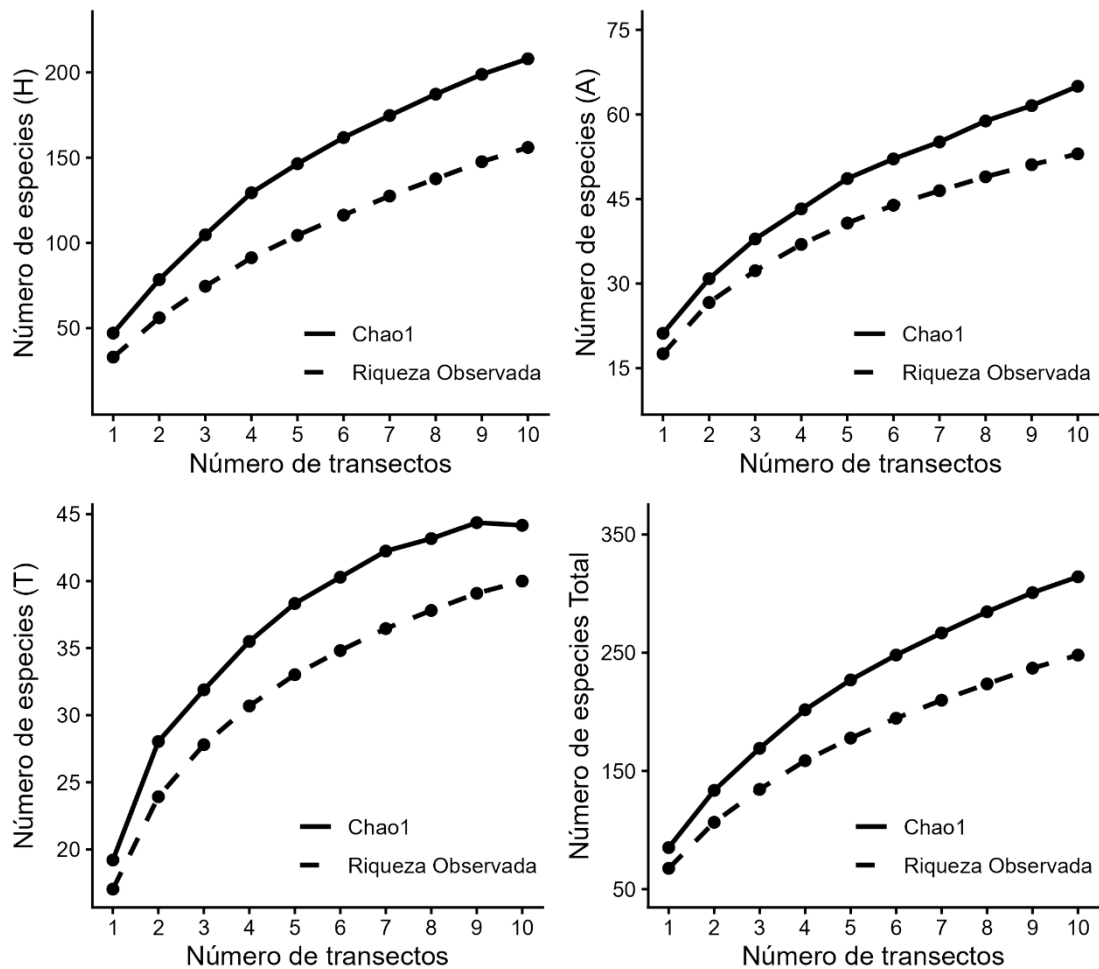 Número de especies (H)
200
150
100
50
Chao1
Riqueza Observada
1 2 3 4 5 6 7 8 9 10
Número de transectos
Número de especies (A)
75
60
45
30
15
Chao1
Riqueza Observada
1 2 3 4 5 6 7 8 9 10
Número de transectos
Número de especies (T)
45
40
35
30
25
20
Chao1
Riqueza Observada
1 2 3 4 5 6 7 8 9 10
Número de transectos
Número de especies Total
350
250
150
50
Chao1
Riqueza Observada
1 2 3 4 5 6 7 8 9 10
Número de transectos